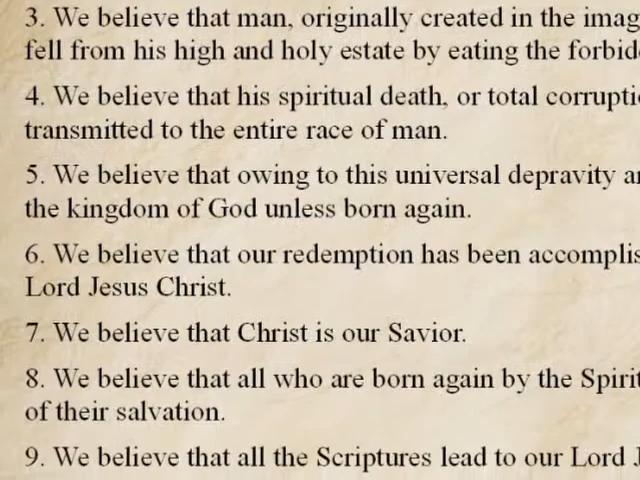 3. We believe that man, originally created in the imag
fell from his high and holy estate by eating the forbid
4. We believe that his spiritual death, or total corrupti
transmitted to the entire race of man.
5. We believe that owing to this universal depravity a
the kingdom of God unless born again.
6. We believe that our redemption has been accomplis
Lord Jesus Christ.
7. We believe that Christ is our Savior.
8. We believe that all who are born again by the Spirit
of their salvation.
9. We believe that all the Scriptures lead to our Lord J